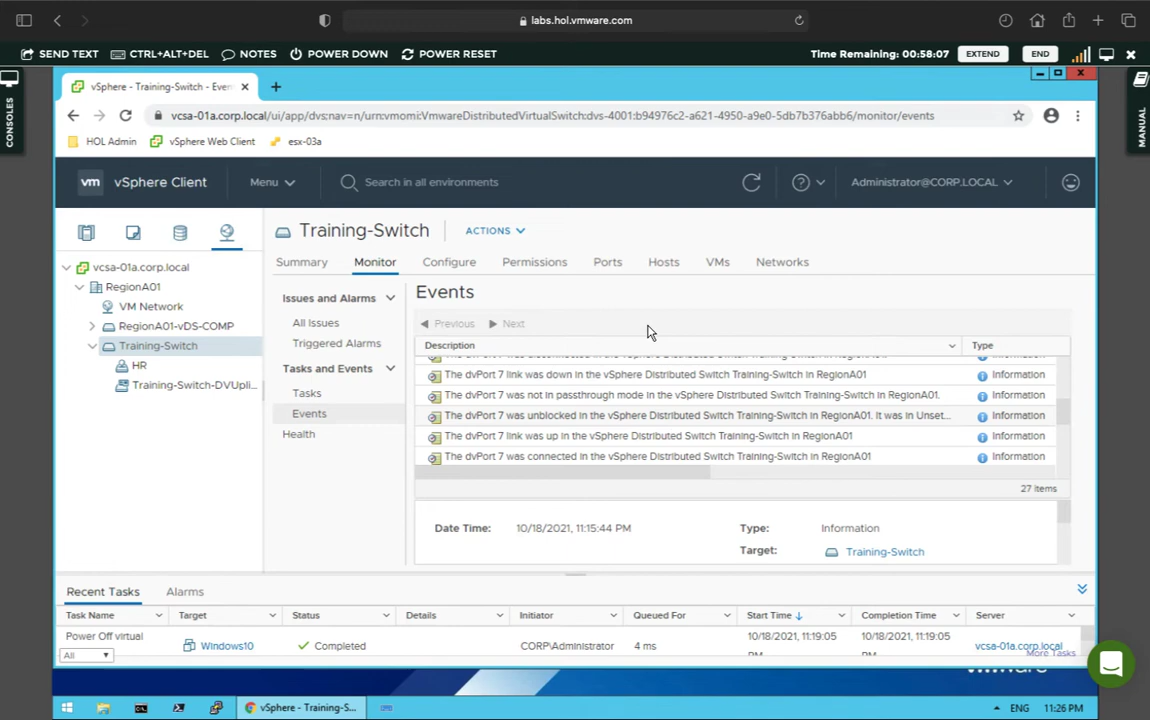 labs.hol.vmware.com
SEND TEXT CTRL+ALT+DEL NOTES POWER DOWN POWER RESET Time Remaining: 00:58:07 EXTEND END
CONSOLES
MANUAL
vSphere - Training-Switch - Even
vcsa-01a.corp.local/ui/app/dvs;nav=n/urn:vmomi:VmwareDistributedVirtualSwitch:dvs-4001:b94976c2-a621-4950-a9e0-5db7b376abb6/monitor/events
HOL Admin vSphere Web Client esx-03a
vm vSphere Client Menu Search in all environments Administrator@CORP.LOCAL
vcsa-01a.corp.local
RegionA01
VM Network
RegionA01-vDS-COMP
Training-Switch
HR
Training-Switch-DVUpli...
Training-Switch ACTIONS
Summary Monitor Configure Permissions Ports Hosts VMs Networks
Issues and Alarms
All Issues
Triggered Alarms
Tasks and Events
Tasks
Events
Health
Events
Previous Next
Description Type
The dvPort 7 link was down in the vSphere Distributed Switch Training-Switch in RegionA01 Information
The dvPort 7 was not in passthrough mode in the vSphere Distributed Switch Training-Switch in RegionA01. Information
The dvPort 7 was unblocked in the vSphere Distributed Switch Training-Switch in RegionA01. It was in Unset... Information
The dvPort 7 link was up in the vSphere Distributed Switch Training-Switch in RegionA01 Information
The dvPort 7 was connected in the vSphere Distributed Switch Training-Switch in RegionA01 Information
27 items
Date Time: 10/18/2021, 11:15:44 PM Type: Information
Target: Training-Switch
Recent Tasks Alarms
Task Name Target Status Details Initiator Queued For Start Time Completion Time Server
Power Off virtual Windows10 Completed CORP\Administrator 4 ms 10/18/2021, 11:19:05 PM 10/18/2021, 11:19:05 PM vcsa-01a.corp.local
All More Tasks
vSphere - Training-S... ENG 11:26 PM